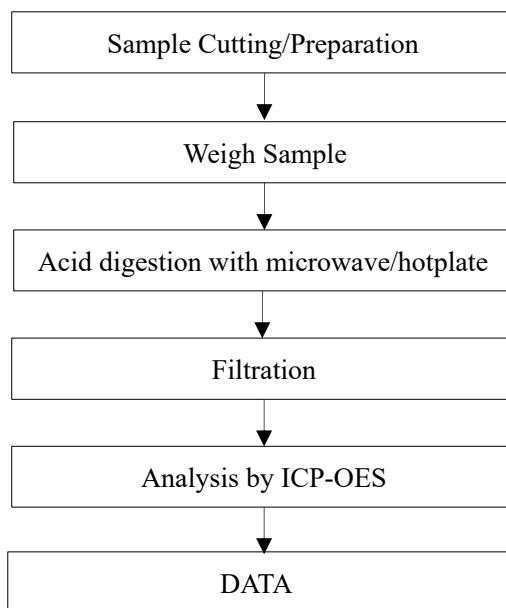 Sample Cutting/Preparation
Weigh Sample
Acid digestion with microwave/hotplate
Filtration
Analysis by ICP-OES
DATA